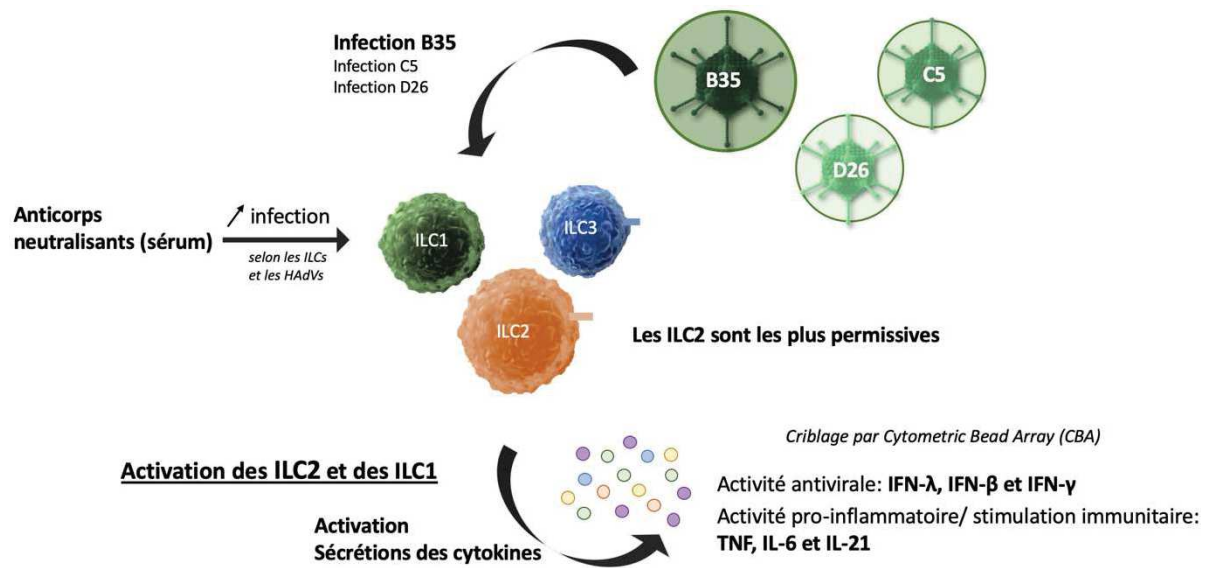 Infection B35
Infection C5
Infection D26
B35
C5
D26
Anticorps
neutralisants (sérum)
↗ infection
selon les ILCs
et les HAdVs
ILC1
ILC3
ILC2
Les ILC2 sont les plus permissives
Criblage par Cytometric Bead Array (CBA)
Activation des ILC2 et des ILC1
Activité antivirale: IFN-λ, IFN-β et IFN-γ
Activité pro-inflammatoire/ stimulation immunitaire:
TNF, IL-6 et IL-21
Activation
Sécrétions des cytokines